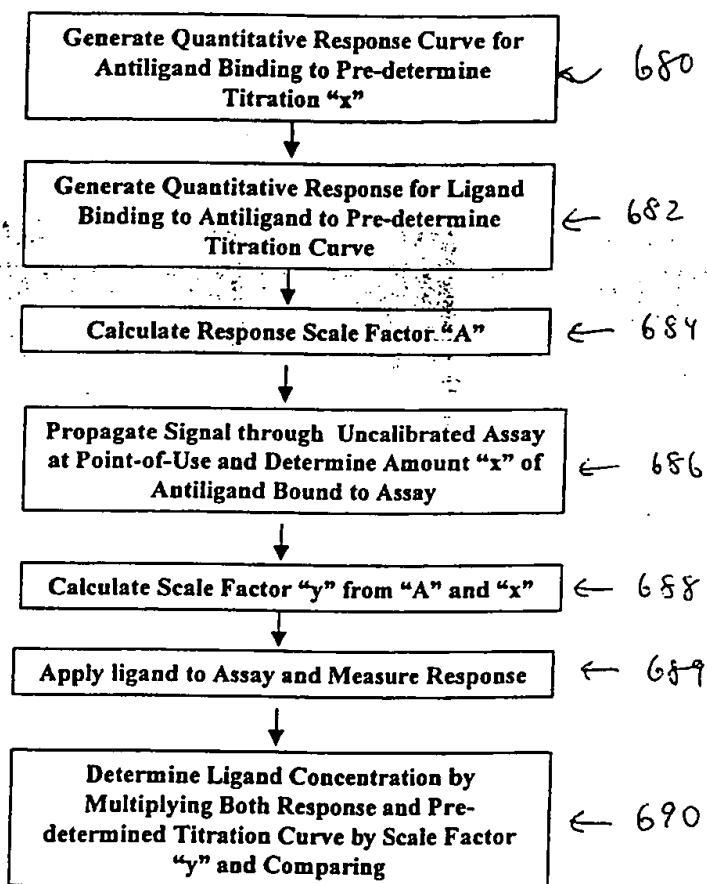 Generate Quantitative Response Curve for
Antiligand Binding to Pre-determine
Titration “x”
680
Generate Quantitative Response for Ligand
Binding to Antiligand to Pre-determine
Titration Curve
682
Calculate Response Scale Factor “A”
684
Propagate Signal through Uncalibrated Assay
at Point-of-Use and Determine Amount “x” of
Antiligand Bound to Assay
686
Calculate Scale Factor “y” from “A” and “x”
688
Apply ligand to Assay and Measure Response
689
Determine Ligand Concentration by
Multiplying Both Response and Pre-
determined Titration Curve by Scale Factor
“y” and Comparing
690